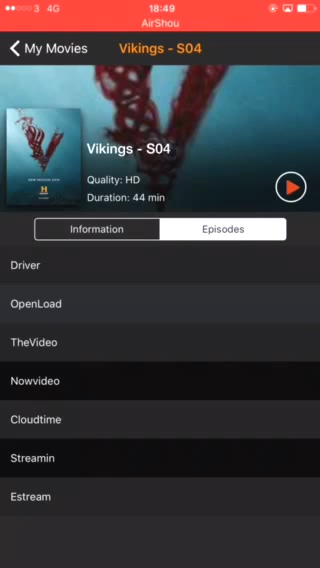 3 4G 18:49
AirShou
My Movies Vikings - S04
Vikings - S04
Quality: HD
Duration: 44 min
Information Episodes
Driver
OpenLoad
TheVideo
Nowvideo
Cloudtime
Streamin
Estream